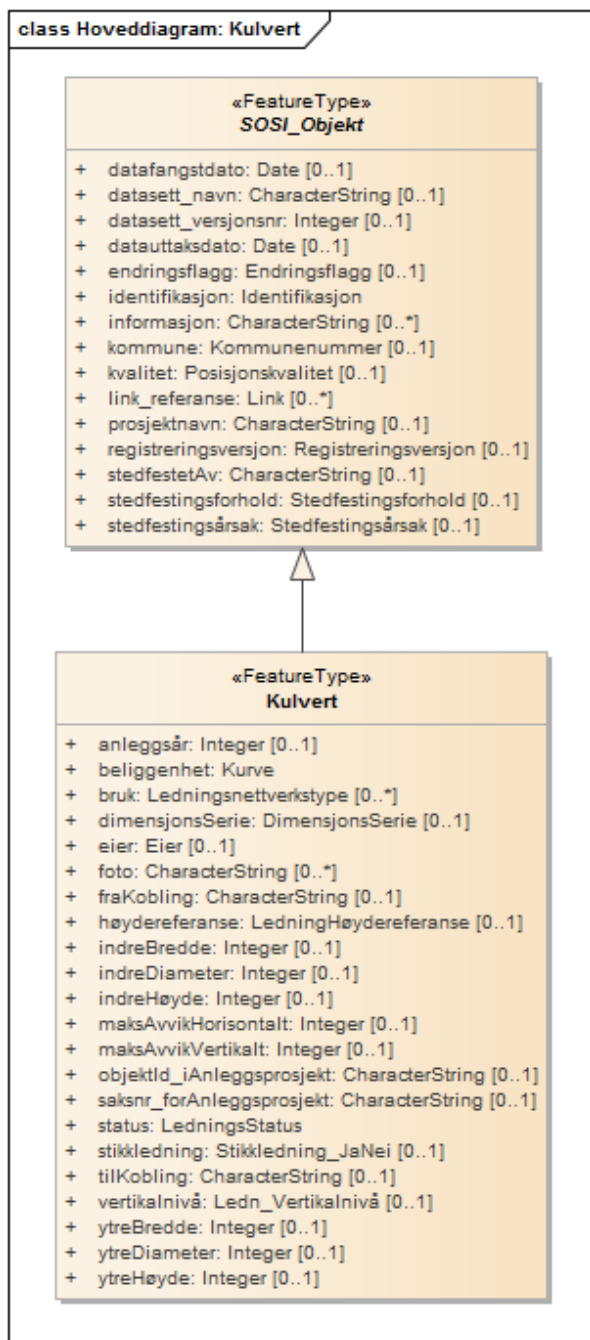 class Hoveddiagram: Kulvert
«FeatureType»
SOSI_Objekt
+ datafangstdato: Date [0..1]
+ datasett_navn: CharacterString [0..1]
+ datasett_versjonsnr: Integer [0..1]
+ datauttaksdato: Date [0..1]
+ endringsflagg: Endringsflagg [0..1]
+ identifikasjon: Identifikasjon
+ informasjon: CharacterString [0..*]
+ kommune: Kommunenummer [0..1]
+ kvalitet: Posisjonskvalitet [0..1]
+ link_referanse: Link [0..*]
+ prosjektnavn: CharacterString [0..1]
+ registreringsversjon: Registreringsversjon [0..1]
+ stedfestetAv: CharacterString [0..1]
+ stedfestingsforhold: Stedfestingsforhold [0..1]
+ stedfestingsårsak: Stedfestingsårsak [0..1]
«FeatureType»
Kulvert
+ anleggsår: Integer [0..1]
+ beliggenhet: Kurve
+ bruk: Ledningsnettverkstype [0..*]
+ dimensjonsSerie: DimensjonsSerie [0..1]
+ eier: Eier [0..1]
+ foto: CharacterString [0..*]
+ fraKobling: CharacterString [0..1]
+ høydereferanse: LedningHøydereferanse [0..1]
+ indreBredde: Integer [0..1]
+ indreDiameter: Integer [0..1]
+ indreHøyde: Integer [0..1]
+ maksAvvikHorisontalt: Integer [0..1]
+ maksAvvikVertikalt: Integer [0..1]
+ objektId_iAnleggsprosjekt: CharacterString [0..1]
+ saksnr_forAnleggsprosjekt: CharacterString [0..1]
+ status: LedningsStatus
+ stikkledning: Stikkledning_JaNei [0..1]
+ tilKobling: CharacterString [0..1]
+ vertikalnivå: Ledn_Vertikalnivå [0..1]
+ ytreBredde: Integer [0..1]
+ ytreDiameter: Integer [0..1]
+ ytreHøyde: Integer [0..1]